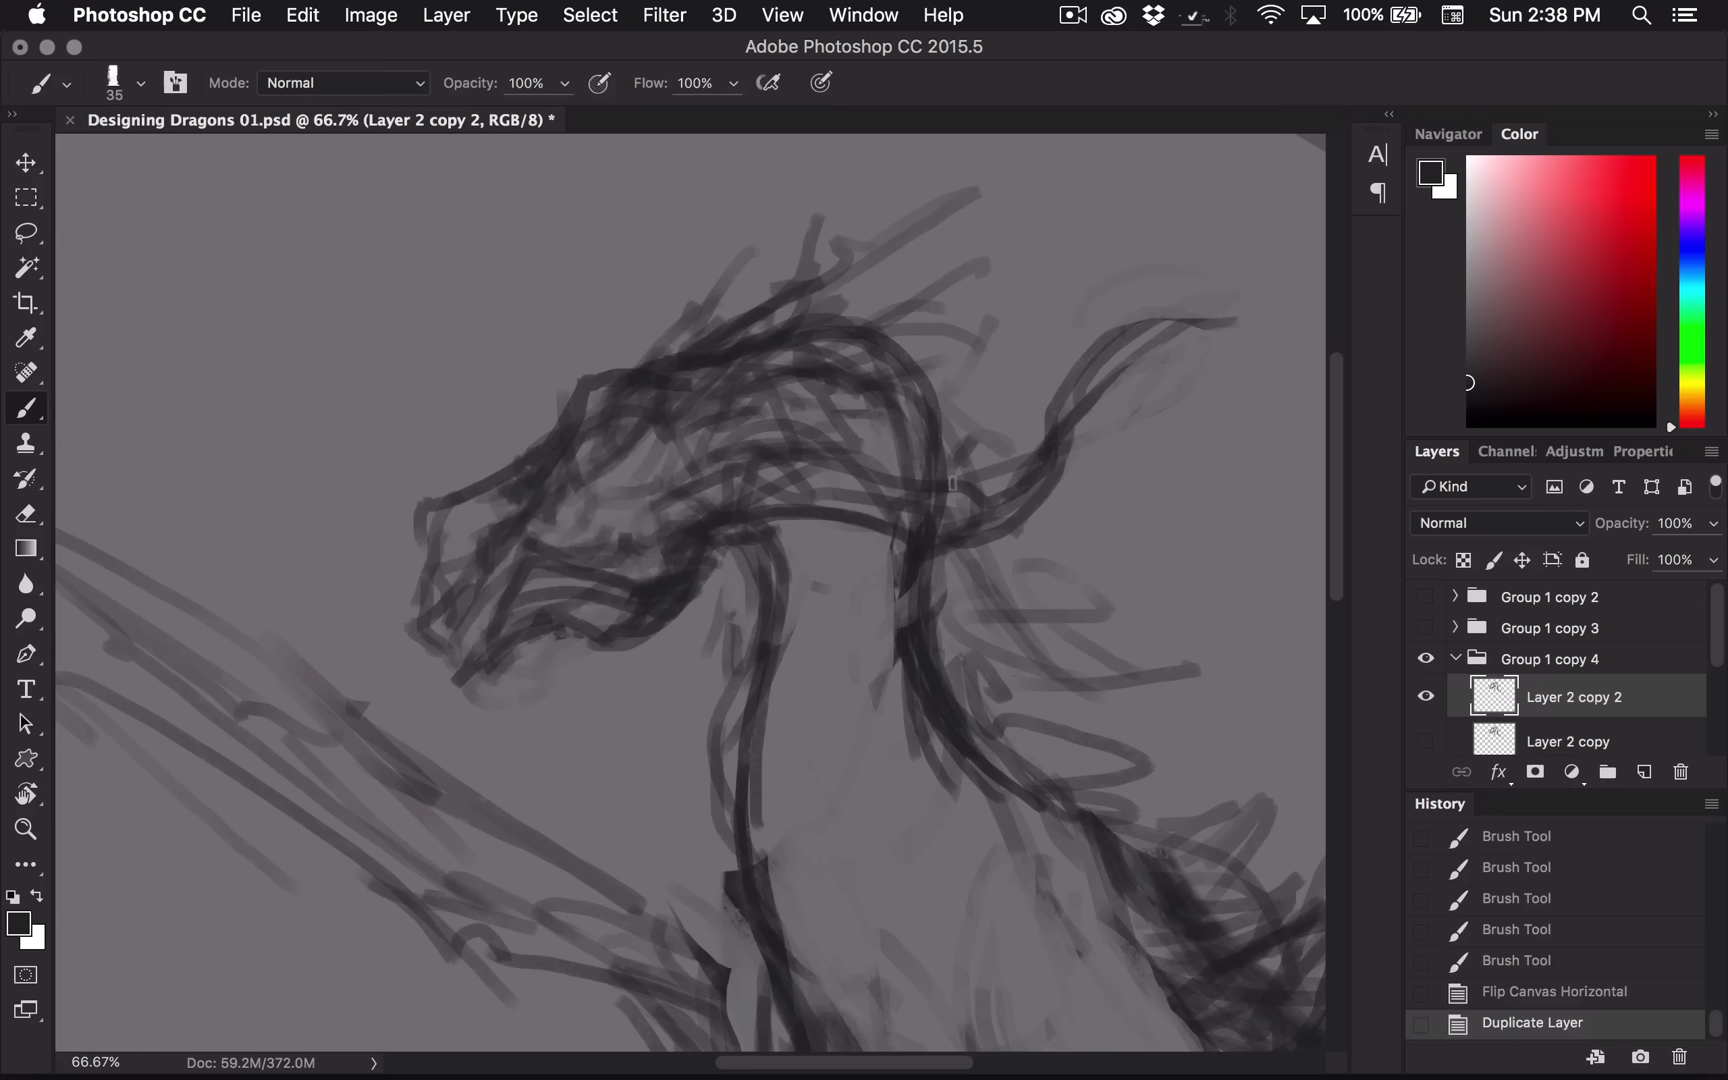 Photoshop CC File Edit Image Layer Type Select Filter 3D View Window Help 100% Sun 2:38 PM
Adobe Photoshop CC 2015.5
35 Mode: Normal Opacity: 100% Flow: 100%
× Designing Dragons 01.psd @ 66.7% (Layer 2 copy 2, RGB/8) *
Navigator Color
A|
Layers Channel Adjustm Properti
Kind
Normal Opacity: 100%
Lock: Fill: 100%
Group 1 copy 2
Group 1 copy 3
Group 1 copy 4
Layer 2 copy 2
Layer 2 copy
fx
History
Brush Tool
Brush Tool
Brush Tool
Brush Tool
Brush Tool
Flip Canvas Horizontal
Duplicate Layer
66.67% Doc: 59.2M/372.0M